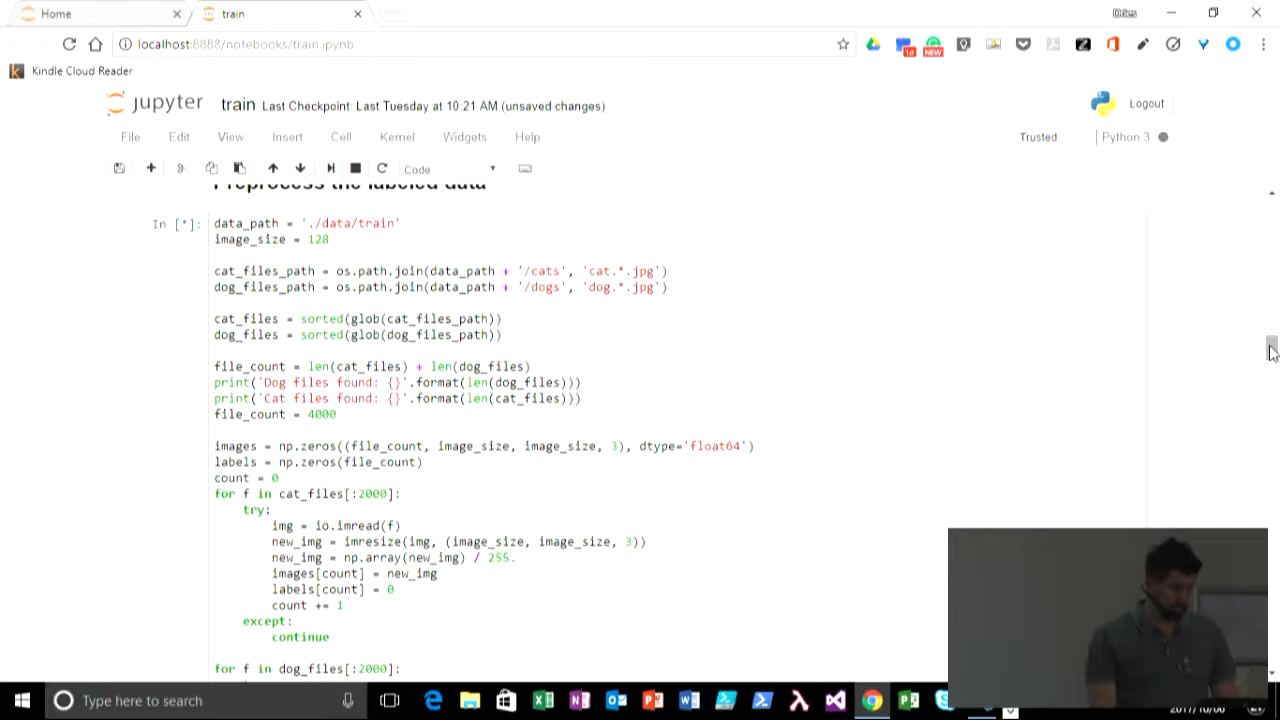 Home
train
localhost:8888/notebooks/train.ipynb
Kindle Cloud Reader
jupyter train Last Checkpoint: Last Tuesday at 10:21 AM (unsaved changes)
Logout
File Edit View Insert Cell Kernel Widgets Help
Trusted Python 3
Code
Preprocess the labeled data
In [*]: data_path = './data/train'
image_size = 128
cat_files_path = os.path.join(data_path + '/cats', 'cat.*.jpg')
dog_files_path = os.path.join(data_path + '/dogs', 'dog.*.jpg')
cat_files = sorted(glob(cat_files_path))
dog_files = sorted(glob(dog_files_path))
file_count = len(cat_files) + len(dog_files)
print('Dog files found: {}'.format(len(dog_files)))
print('Cat files found: {}'.format(len(cat_files)))
file_count = 4000
images = np.zeros((file_count, image_size, image_size, 3), dtype='float64')
labels = np.zeros(file_count)
count = 0
for f in cat_files[:2000]:
try:
img = io.imread(f)
new_img = imresize(img, (image_size, image_size, 3))
new_img = np.array(new_img) / 255.
images[count] = new_img
labels[count] = 0
count += 1
except:
continue
for f in dog_files[:2000]:
Type here to search